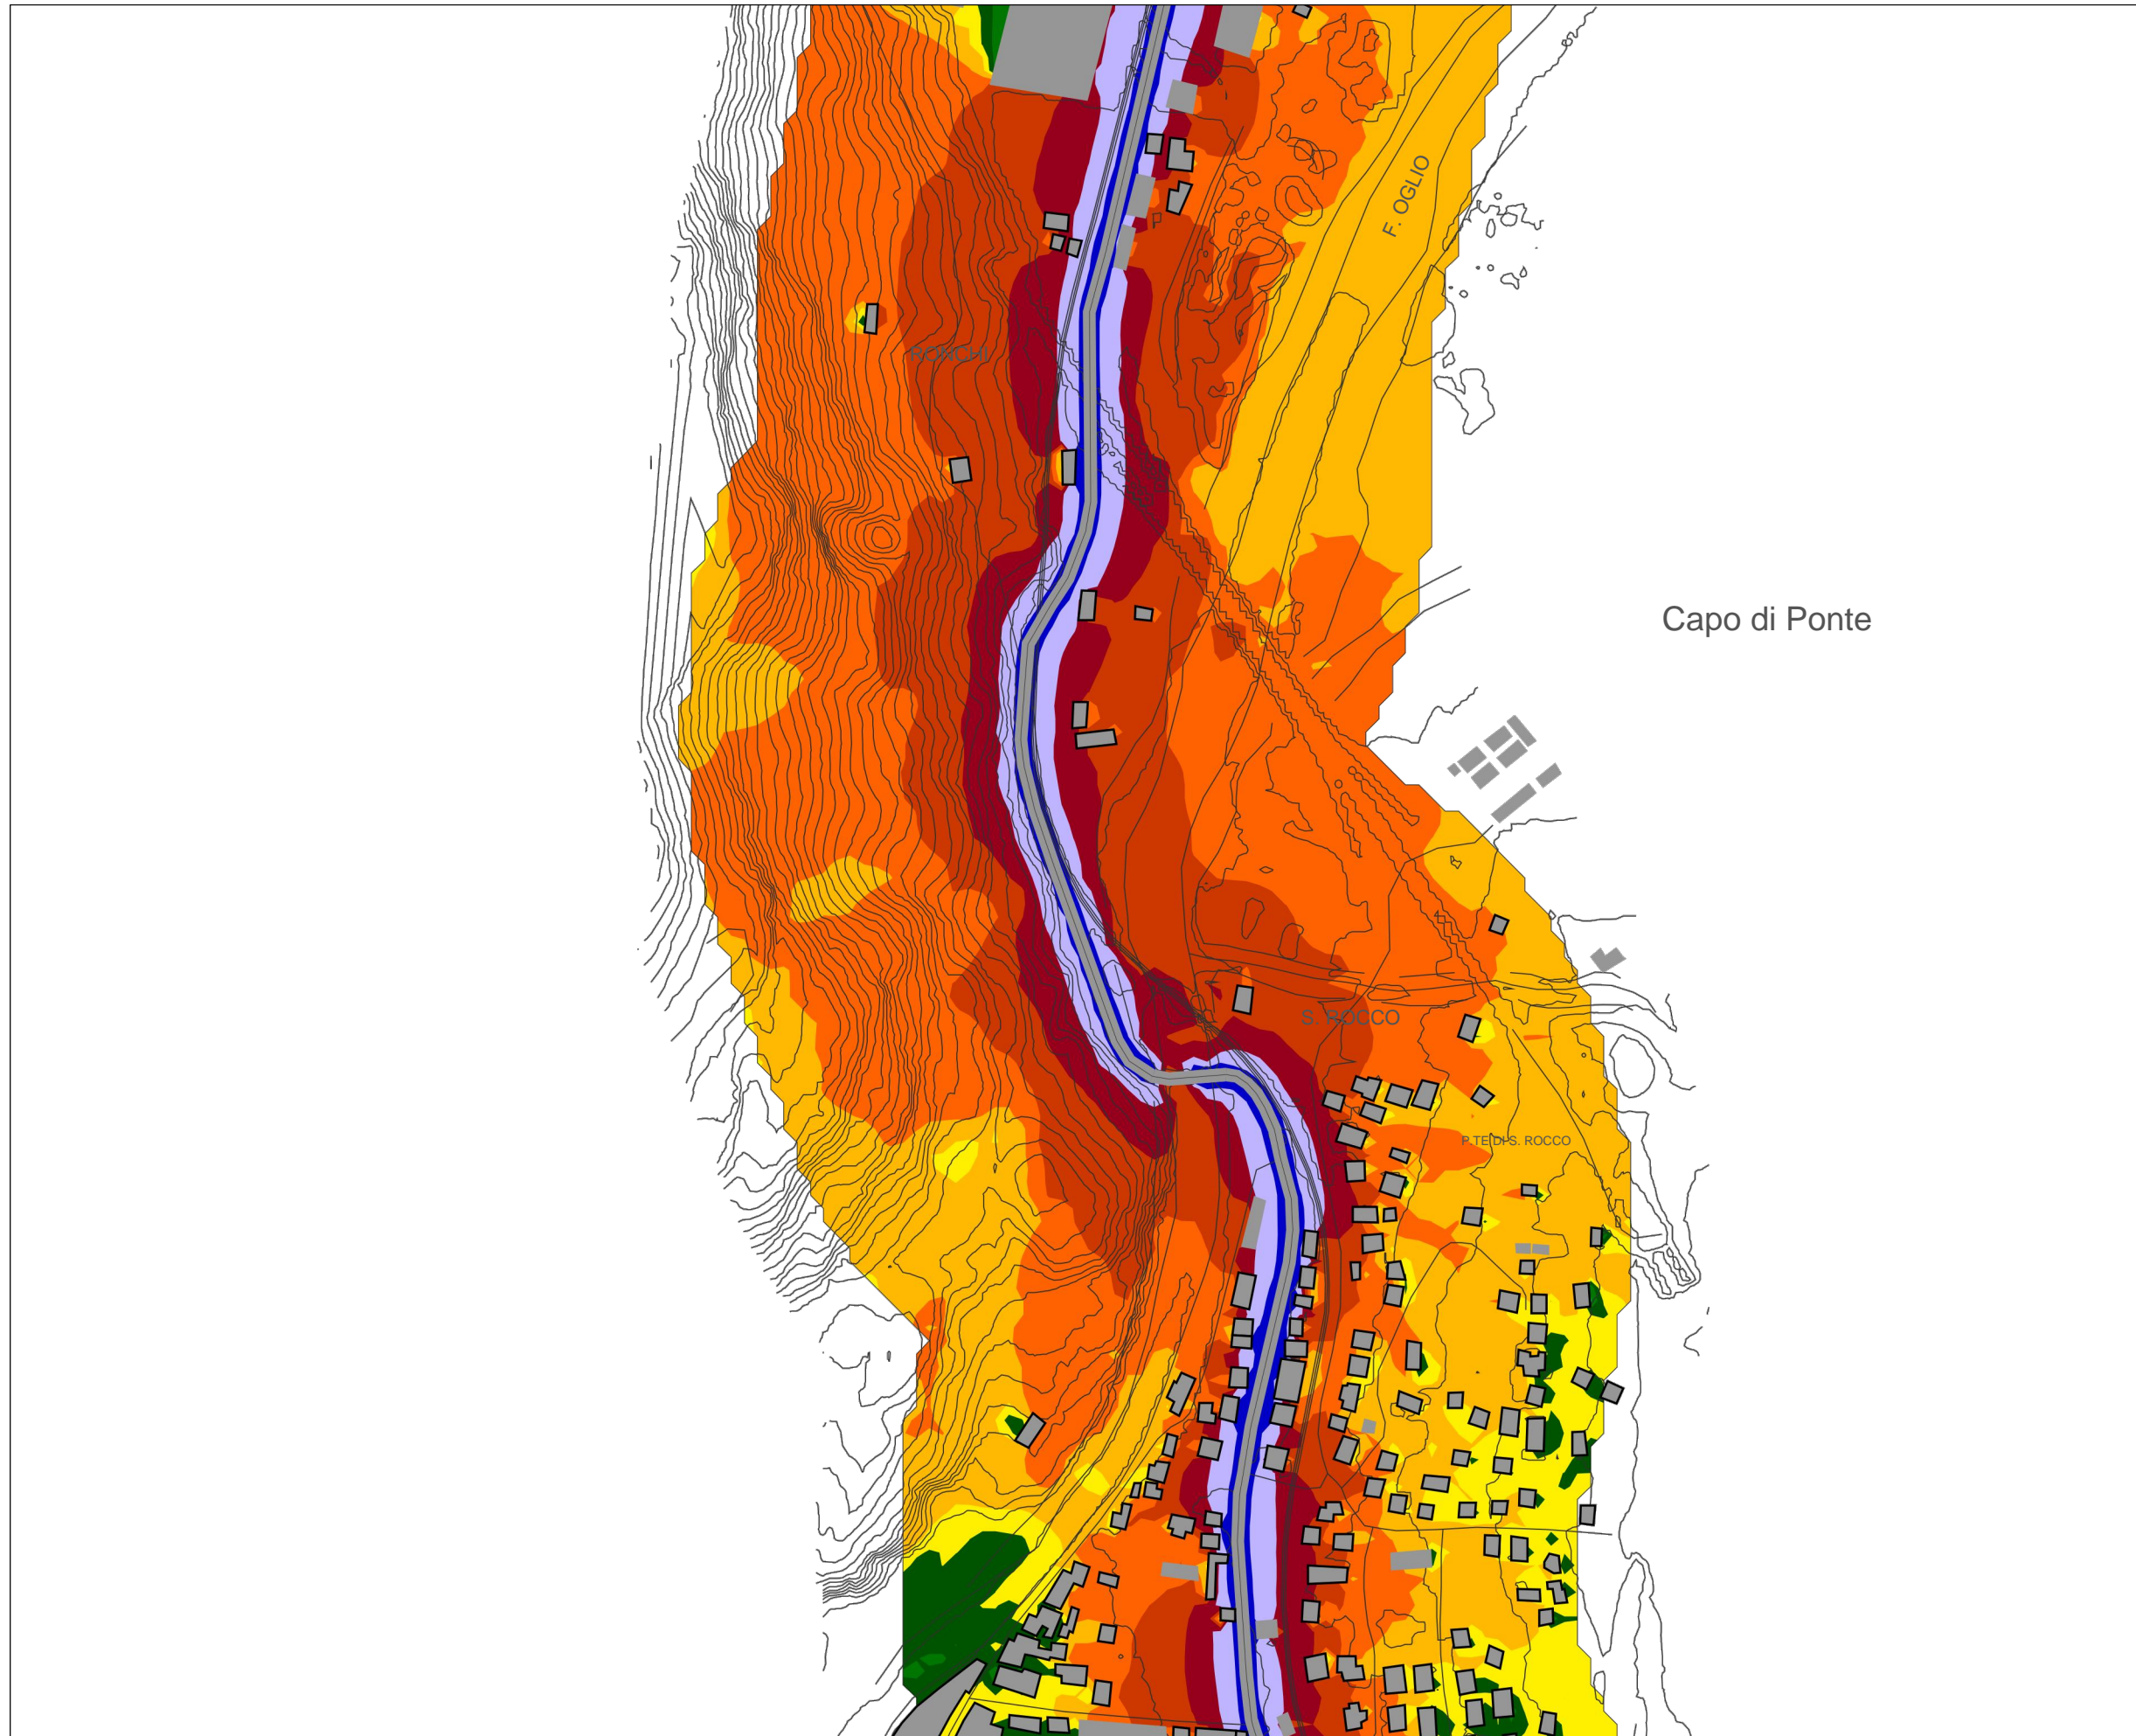 F. OGLIO
RONCHI
Capo di Ponte
S. ROCCO
P.TE DI S. ROCCO